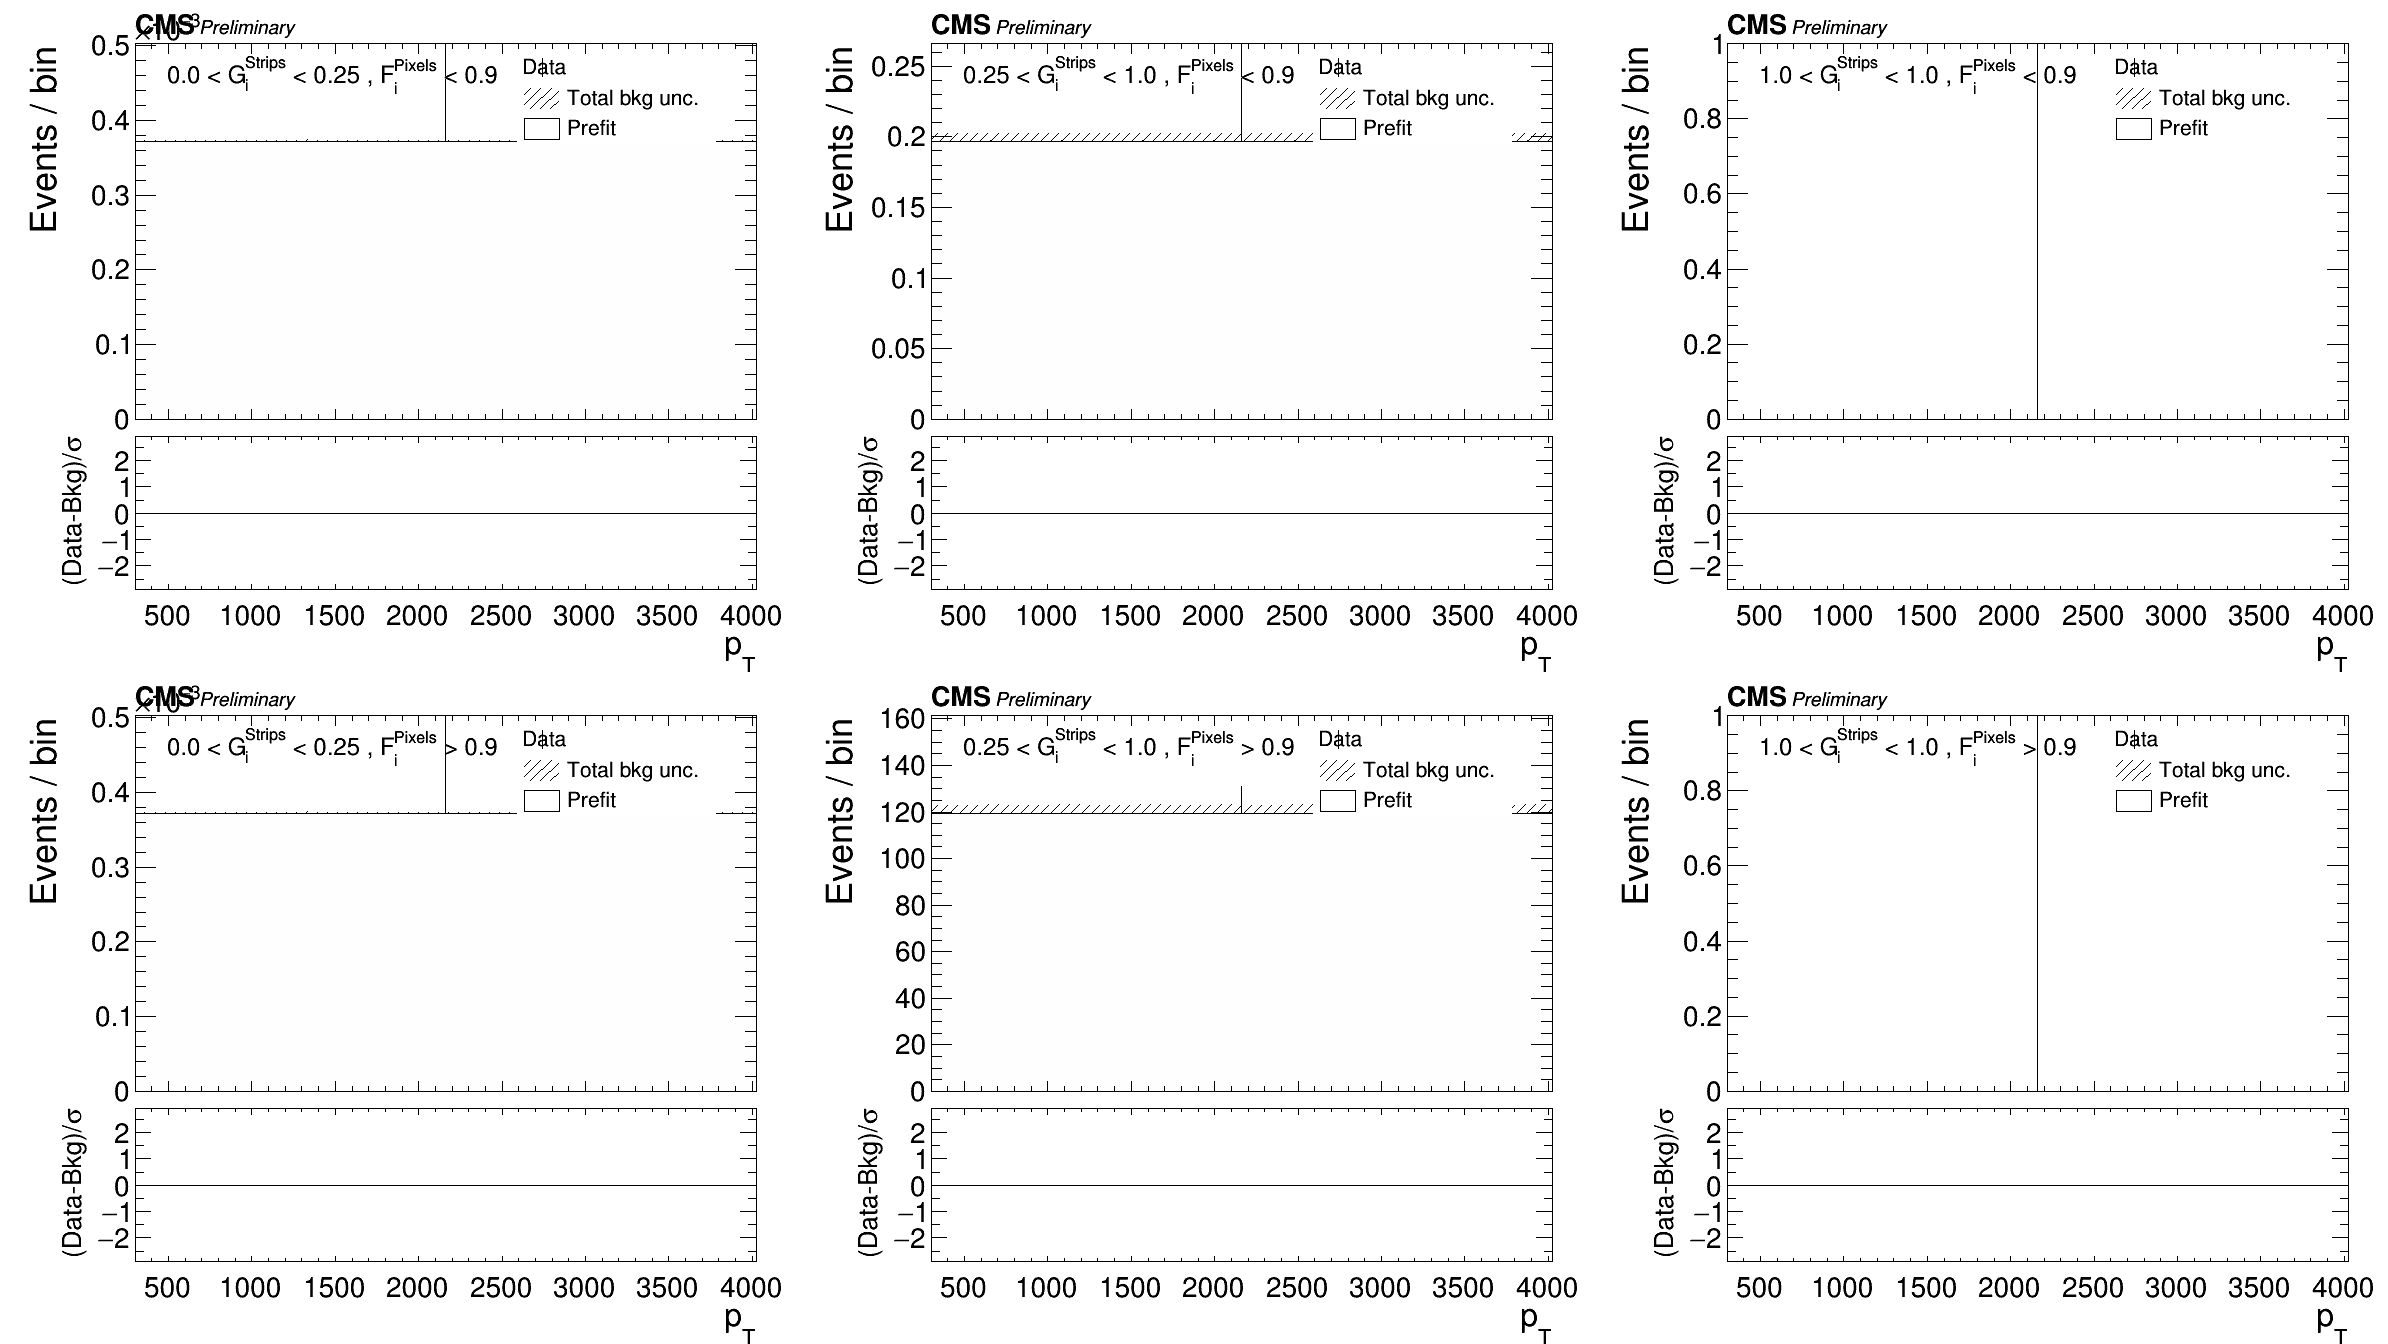 CMS Preliminary
×10³
Events / bin
0.0 < G_i^Strips < 0.25 , F_i^Pixels < 0.9
Data
Total bkg unc.
Prefit
0.5
0.4
0.3
0.2
0.1
0
(Data-Bkg)/σ
2
1
0
−1
−2
500 1000 1500 2000 2500 3000 3500 4000
p_T
CMS Preliminary
Events / bin
0.25 < G_i^Strips < 1.0 , F_i^Pixels < 0.9
Data
Total bkg unc.
Prefit
0.25
0.2
0.15
0.1
0.05
0
(Data-Bkg)/σ
2
1
0
−1
−2
500 1000 1500 2000 2500 3000 3500 4000
p_T
CMS Preliminary
Events / bin
1.0 < G_i^Strips < 1.0 , F_i^Pixels < 0.9
Data
Total bkg unc.
Prefit
1
0.8
0.6
0.4
0.2
0
(Data-Bkg)/σ
2
1
0
−1
−2
500 1000 1500 2000 2500 3000 3500 4000
p_T
CMS Preliminary
×10³
Events / bin
0.0 < G_i^Strips < 0.25 , F_i^Pixels > 0.9
Data
Total bkg unc.
Prefit
0.5
0.4
0.3
0.2
0.1
0
(Data-Bkg)/σ
2
1
0
−1
−2
500 1000 1500 2000 2500 3000 3500 4000
p_T
CMS Preliminary
Events / bin
0.25 < G_i^Strips < 1.0 , F_i^Pixels > 0.9
Data
Total bkg unc.
Prefit
160
140
120
100
80
60
40
20
0
(Data-Bkg)/σ
2
1
0
−1
−2
500 1000 1500 2000 2500 3000 3500 4000
p_T
CMS Preliminary
Events / bin
1.0 < G_i^Strips < 1.0 , F_i^Pixels > 0.9
Data
Total bkg unc.
Prefit
1
0.8
0.6
0.4
0.2
0
(Data-Bkg)/σ
2
1
0
−1
−2
500 1000 1500 2000 2500 3000 3500 4000
p_T